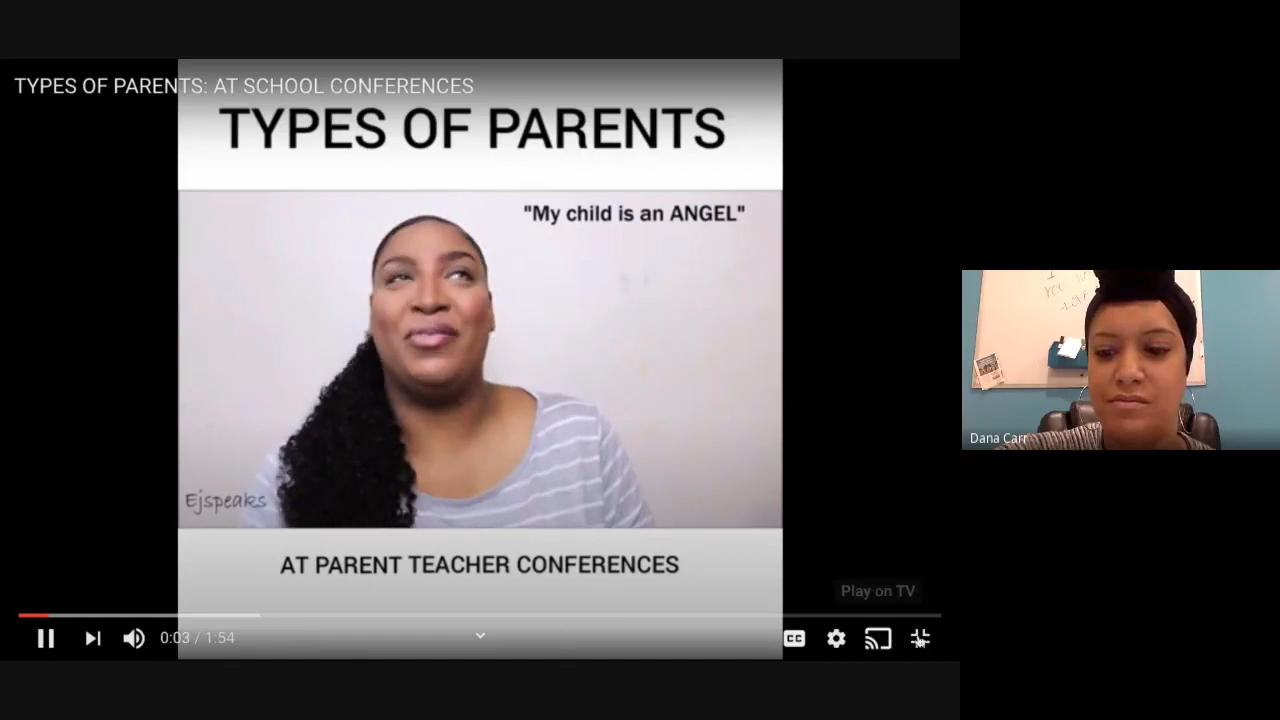 TYPES OF PARENTS: AT SCHOOL CONFERENCES
TYPES OF PARENTS
"My child is an ANGEL"
Ejspeaks
AT PARENT TEACHER CONFERENCES
Play on TV
0:03 / 1:54
CC
Dana Carr
YOU